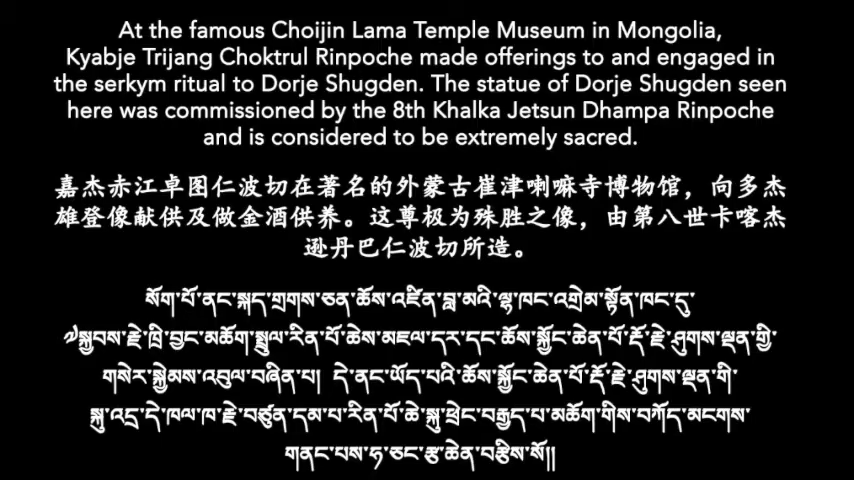 At the famous Choijin Lama Temple Museum in Mongolia,
Kyabje Trijang Choktrul Rinpoche made offerings to and engaged in
the serkym ritual to Dorje Shugden. The statue of Dorje Shugden seen
here was commissioned by the 8th Khalka Jetsun Dhampa Rinpoche
and is considered to be extremely sacred.
嘉杰赤江卓图仁波切在著名的外蒙古崔津喇嘛寺博物馆，向多杰
雄登像献供及做金酒供养。这尊极为殊胜之像，由第八世卡喀杰
逊丹巴仁波切所造。
སོག་པོ་ནང་སྐད་གྲགས་ཅན་ཆོས་འཛིན་བླ་མའི་ལྷ་ཁང་འགྲེམ་སྟོན་ཁང་དུ་
༧སྐྱབས་རྗེ་ཁྲི་བྱང་མཆོག་སྤྲུལ་རིན་པོ་ཆེས་མཇལ་དར་དང་ཆོས་སྐྱོང་ཆེན་པོ་རྡོ་རྗེ་ཤུགས་ལྡན་གྱི་
གསེར་སྐྱེམས་འབུལ་བཞིན་པ། དེ་ནང་ཡོད་པའི་ཆོས་སྐྱོང་ཆེན་པོ་རྡོ་རྗེ་ཤུགས་ལྡན་གི་
སྐུ་འདྲ་དེ་ཁལ་ཁ་རྗེ་བཙུན་དམ་པ་རིན་པོ་ཆེ་སྐུ་ཕྲེང་བརྒྱད་པ་མཆོག་གིས་བཀོད་མངགས་
གནང་པས་ཧ་ཅང་རྩ་ཆེན་བརྩིས་སོ།།